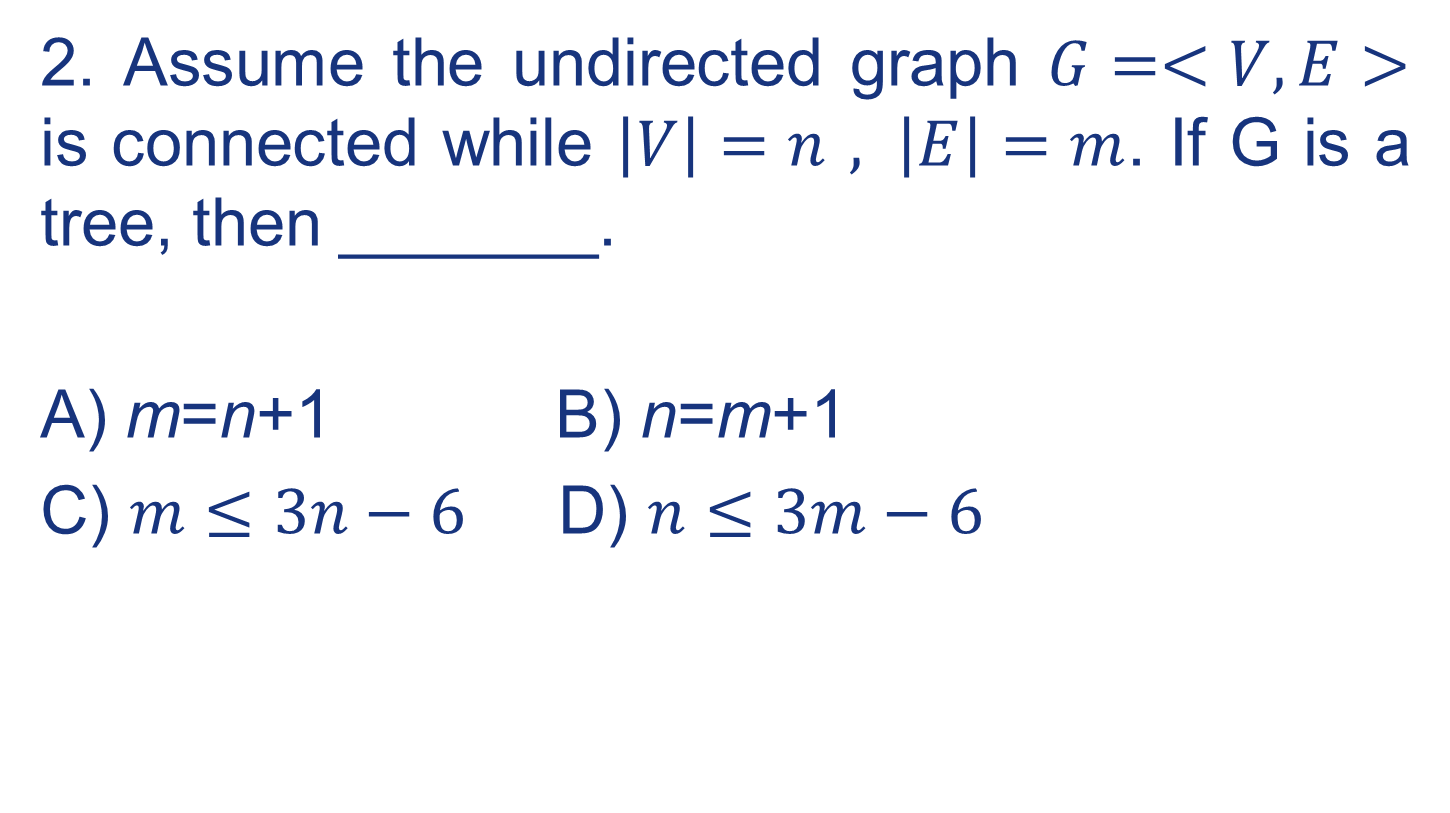 2. Assume the undirected graph 𝐺 =< 𝑉, 𝐸 >
is connected while |𝑉| = 𝑛 , |𝐸| = 𝑚. If G is a
tree, then ________.
A) m=n+1 B) n=m+1
C) 𝑚 ≤ 3𝑛 − 6 D) 𝑛 ≤ 3𝑚 − 6